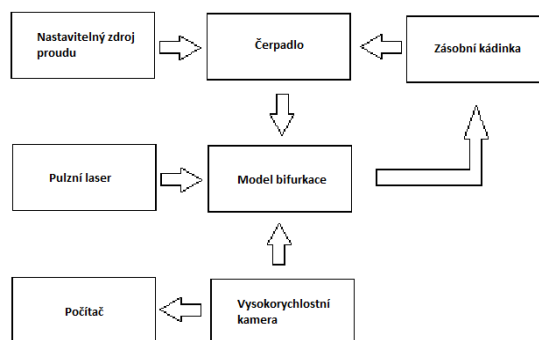 Nastavitelný zdroj
proudu
Čerpadlo
Zásobní kádinka
Pulzní laser
Model bifurkace
Počítač
Vysokorychlostní
kamera